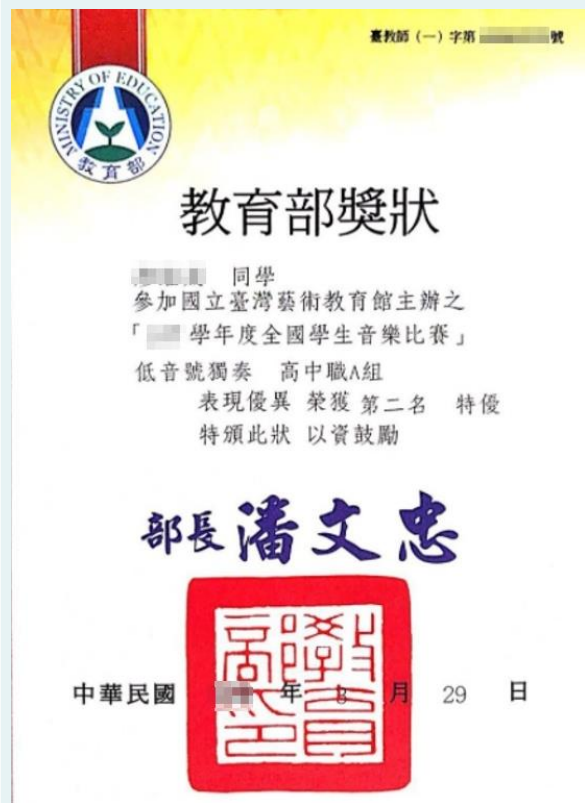 臺教師（一）字第 號
MINISTRY OF EDUCATION
教育部
教育部獎狀
同學
參加國立臺灣藝術教育館主辦之
「 學年度全國學生音樂比賽」
低音號獨奏 高中職A組
表現優異 榮獲 第二名 特優
特頒此狀 以資鼓勵
部長 潘文忠
教育部印
中華民國 年 月 29 日